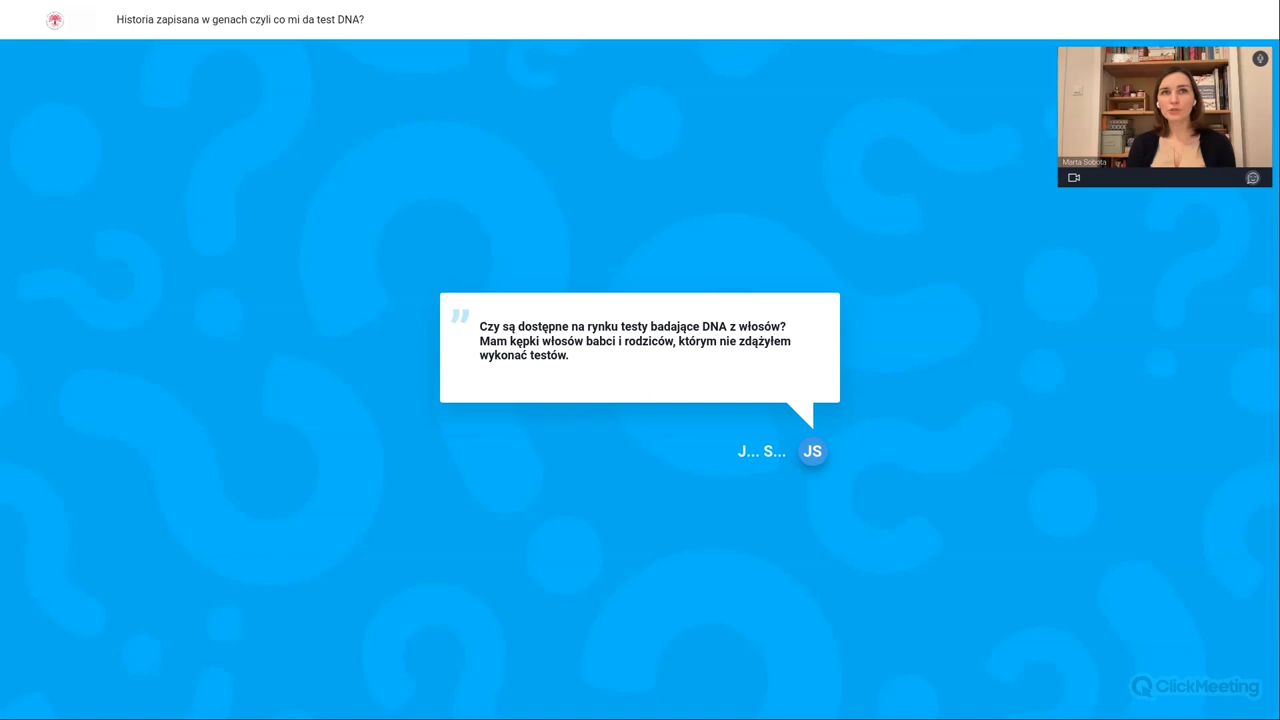 Historia zapisana w genach czyli co mi da test DNA?
Marta Sobota
Czy są dostępne na rynku testy badające DNA z włosów?
Mam kępki włosów babci i rodziców, którym nie zdążyłem
wykonać testów.
J... S... JS
ClickMeeting